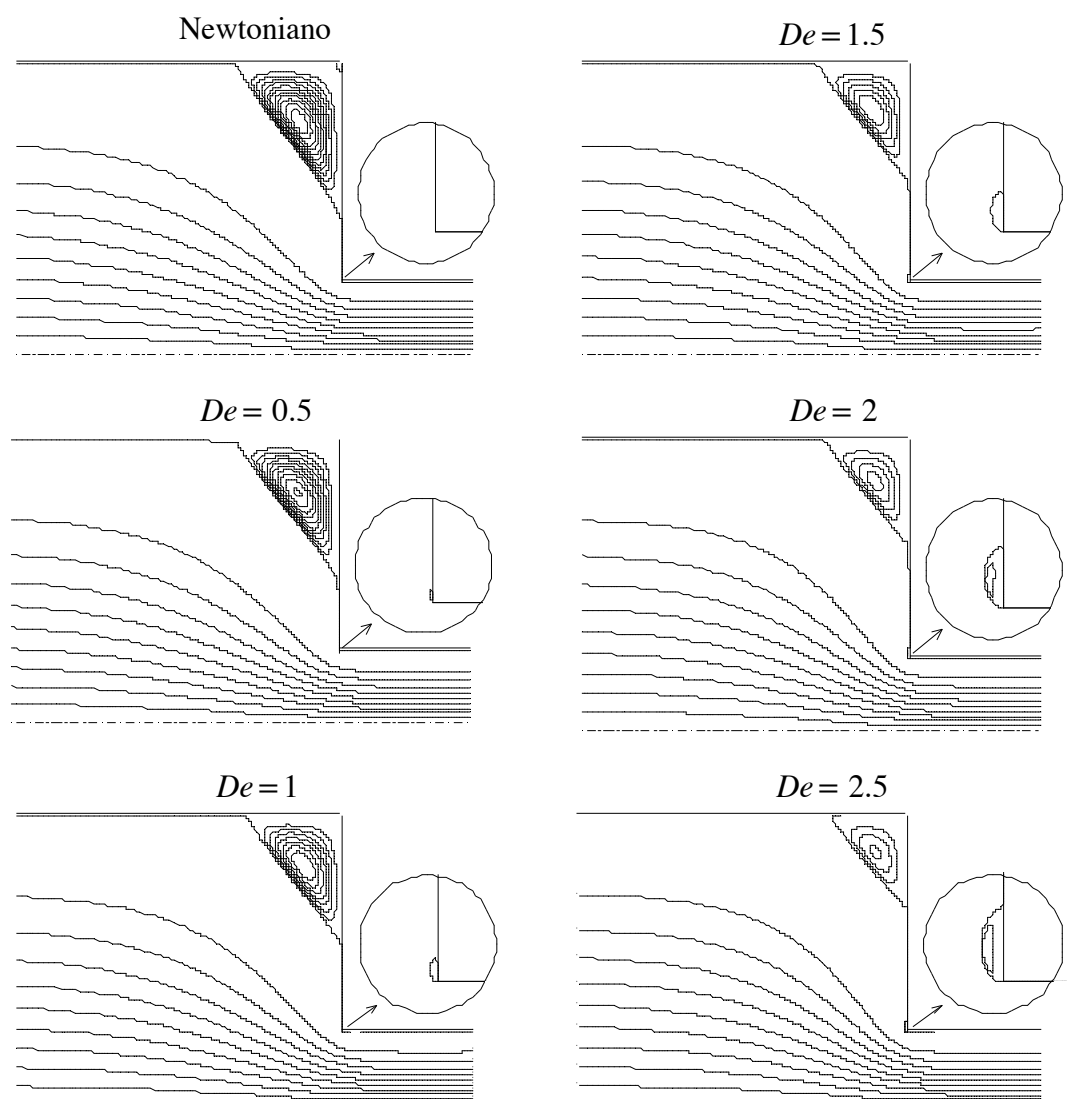 Newtoniano
De = 1.5
De = 0.5
De = 2
De = 1
De = 2.5